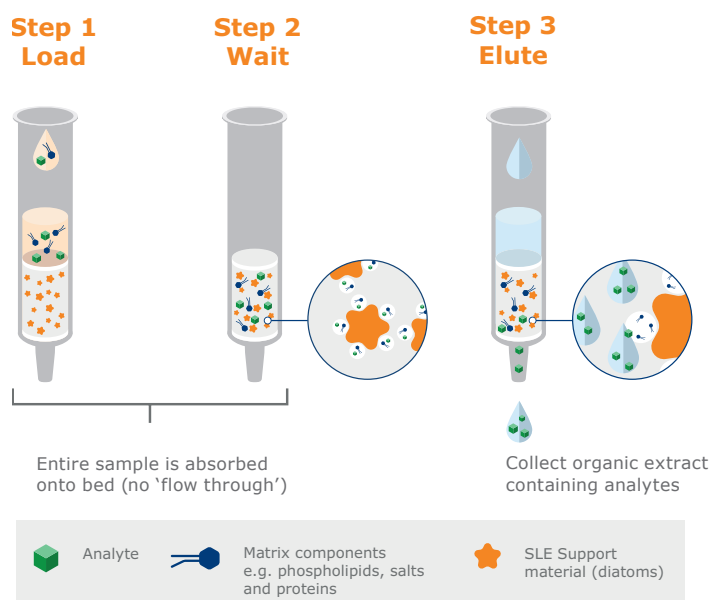 Step 1
Load
Step 2
Wait
Step 3
Elute
Entire sample is absorbed
onto bed (no ‘flow through’)
Collect organic extract
containing analytes
Analyte
Matrix components
e.g. phospholipids, salts
and proteins
SLE Support
material (diatoms)